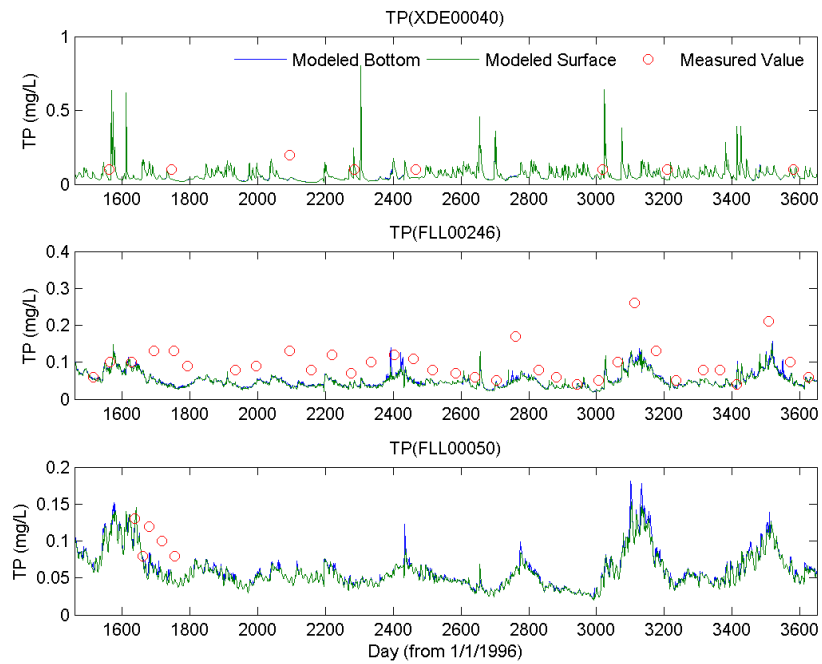 TP(XDE00040)
1
0.5
0
TP (mg/L)
Modeled Bottom Modeled Surface Measured Value
1600 1800 2000 2200 2400 2600 2800 3000 3200 3400 3600
TP(FLL00246)
0.4
0.3
0.2
0.1
0
TP (mg/L)
1600 1800 2000 2200 2400 2600 2800 3000 3200 3400 3600
TP(FLL00050)
0.2
0.15
0.1
0.05
0
TP (mg/L)
1600 1800 2000 2200 2400 2600 2800 3000 3200 3400 3600
Day (from 1/1/1996)